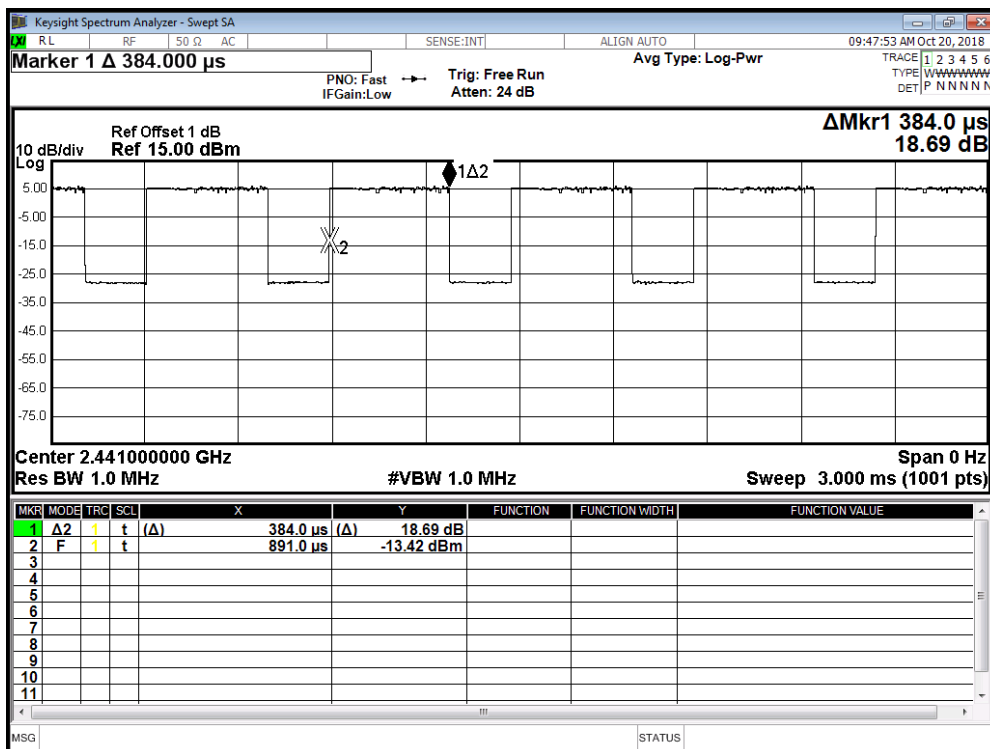 Keysight Spectrum Analyzer - Swept SA
LXI RL RF 50 Ω AC SENSE:INT ALIGN AUTO 09:47:53 AM Oct 20, 2018
Marker 1 Δ 384.000 µs
PNO: Fast
IFGain:Low
Trig: Free Run
Atten: 24 dB
Avg Type: Log-Pwr
TRACE 1 2 3 4 5 6
TYPE WWWWWW
DET P N N N N N
ΔMkr1 384.0 µs
18.69 dB
Ref Offset 1 dB
10 dB/div Ref 15.00 dBm
Log
1Δ2
5.00
-5.00
2
-15.0
-25.0
-35.0
-45.0
-55.0
-65.0
-75.0
Center 2.441000000 GHz Span 0 Hz
Res BW 1.0 MHz #VBW 1.0 MHz Sweep 3.000 ms (1001 pts)
MKR MODE TRC SCL X Y FUNCTION FUNCTION WIDTH FUNCTION VALUE
1 Δ2 1 t (Δ) 384.0 µs (Δ) 18.69 dB
2 F 1 t 891.0 µs -13.42 dBm
3
4
5
6
7
8
9
10
11
MSG STATUS